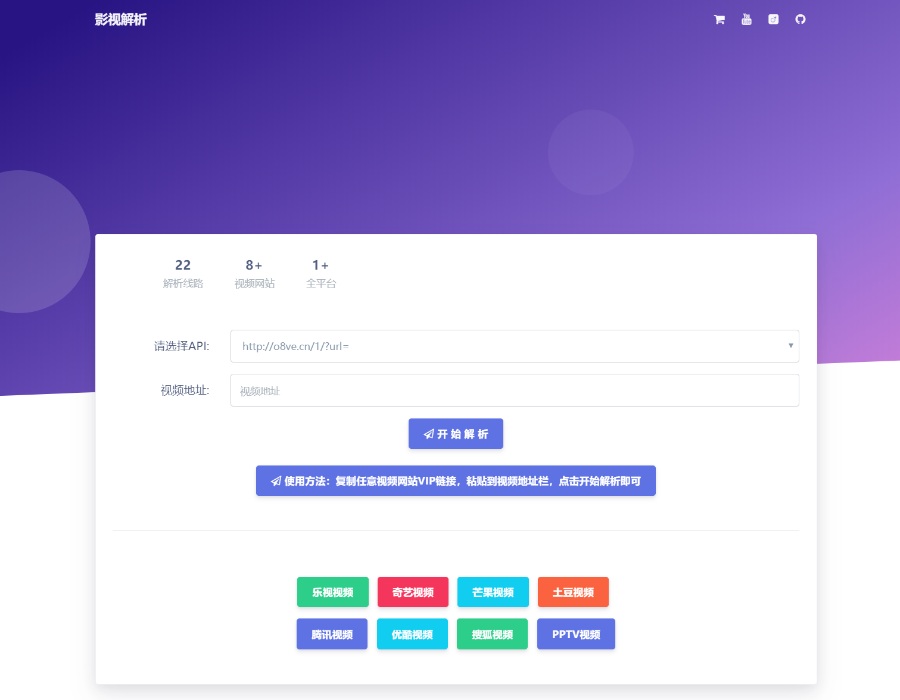 影视解析
22 8+ 1+
解析线路 视频网站 全平台
请选择API: http://o8ve.cn/1/?url=
视频地址: 视频地址
开 始 解 析
使用方法：复制任意视频网站VIP链接，粘贴到视频地址栏，点击开始解析即可
乐视视频 奇艺视频 芒果视频 土豆视频
腾讯视频 优酷视频 搜狐视频 PPTV视频